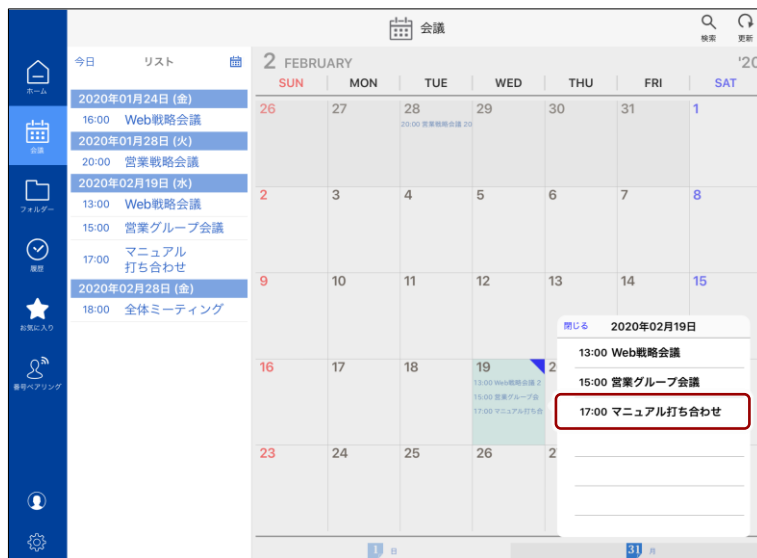 会議
検索
更新
ホーム
会議
フォルダー
履歴
お気に入り
番号ペアリング
今日 リスト
2020年01月24日 (金)
16:00 Web戦略会議
2020年01月28日 (火)
20:00 営業戦略会議
2020年02月19日 (水)
13:00 Web戦略会議
15:00 営業グループ会議
17:00 マニュアル
打ち合わせ
2020年02月28日 (金)
18:00 全体ミーティング
2 FEBRUARY '20
SUN MON TUE WED THU FRI SAT
26 27 28 29 30 31 1
20:00 営業戦略会議 20
2 3 4 5 6 7 8
9 10 11 12 13 14 15
16 17 18 19 2
13:00 Web戦略会議 2
15:00 営業グループ会
17:00 マニュアル打ち合
23 24 25 26 2
閉じる 2020年02月19日
13:00 Web戦略会議
15:00 営業グループ会議
17:00 マニュアル打ち合わせ
1 日
31 月